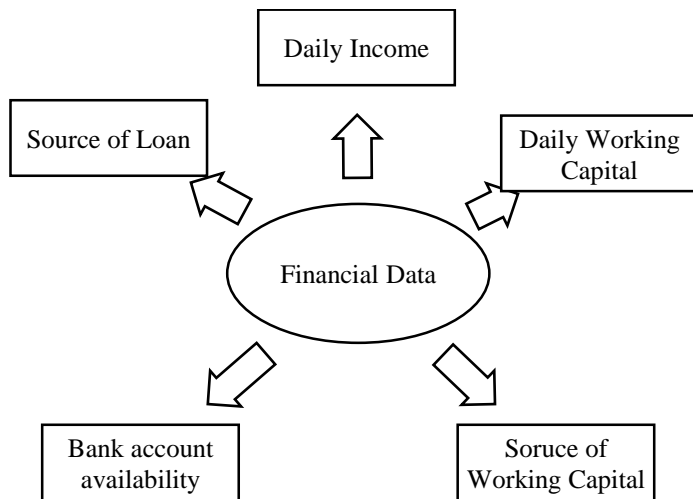 Daily Income
Source of Loan
Daily Working
Capital
Financial Data
Bank account
availability
Soruce of
Working Capital